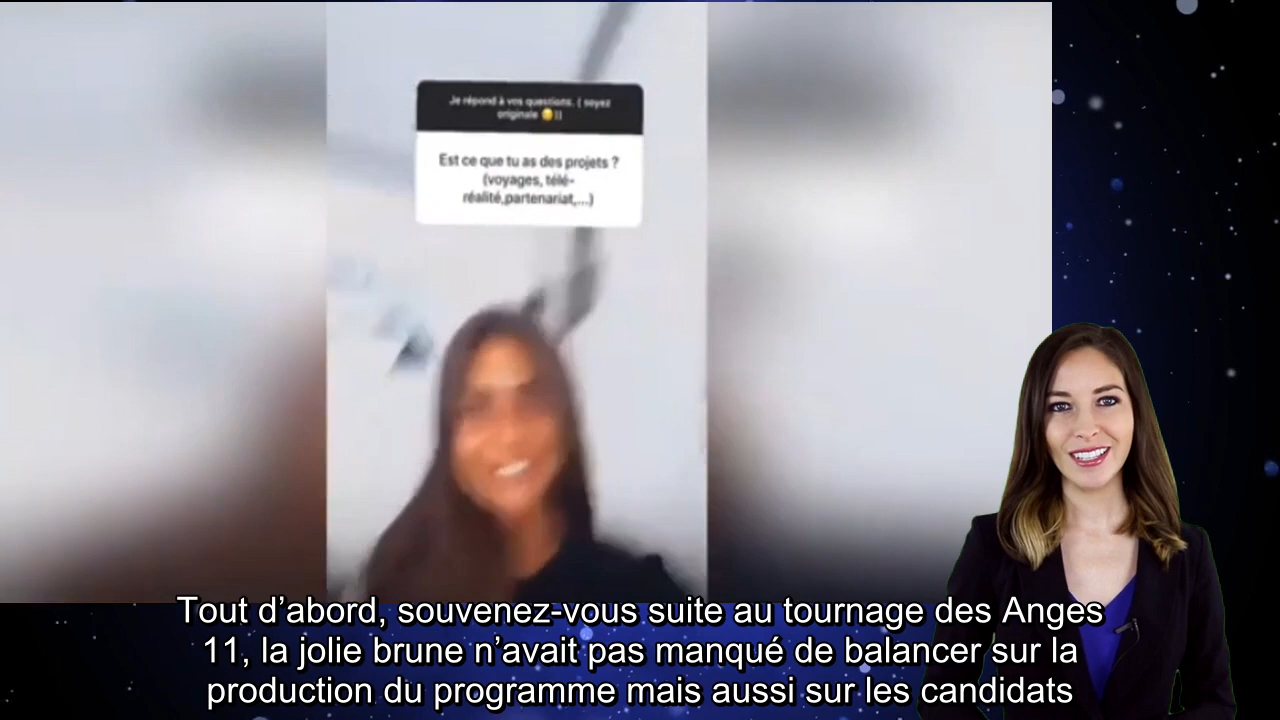 Je répond à vos questions. ( soyez
originale 😏))
Est ce que tu as des projets ?
(voyages, télé-
réalité,partenariat,...)
Tout d’abord, souvenez-vous suite au tournage des Anges
11, la jolie brune n’avait pas manqué de balancer sur la
production du programme mais aussi sur les candidats